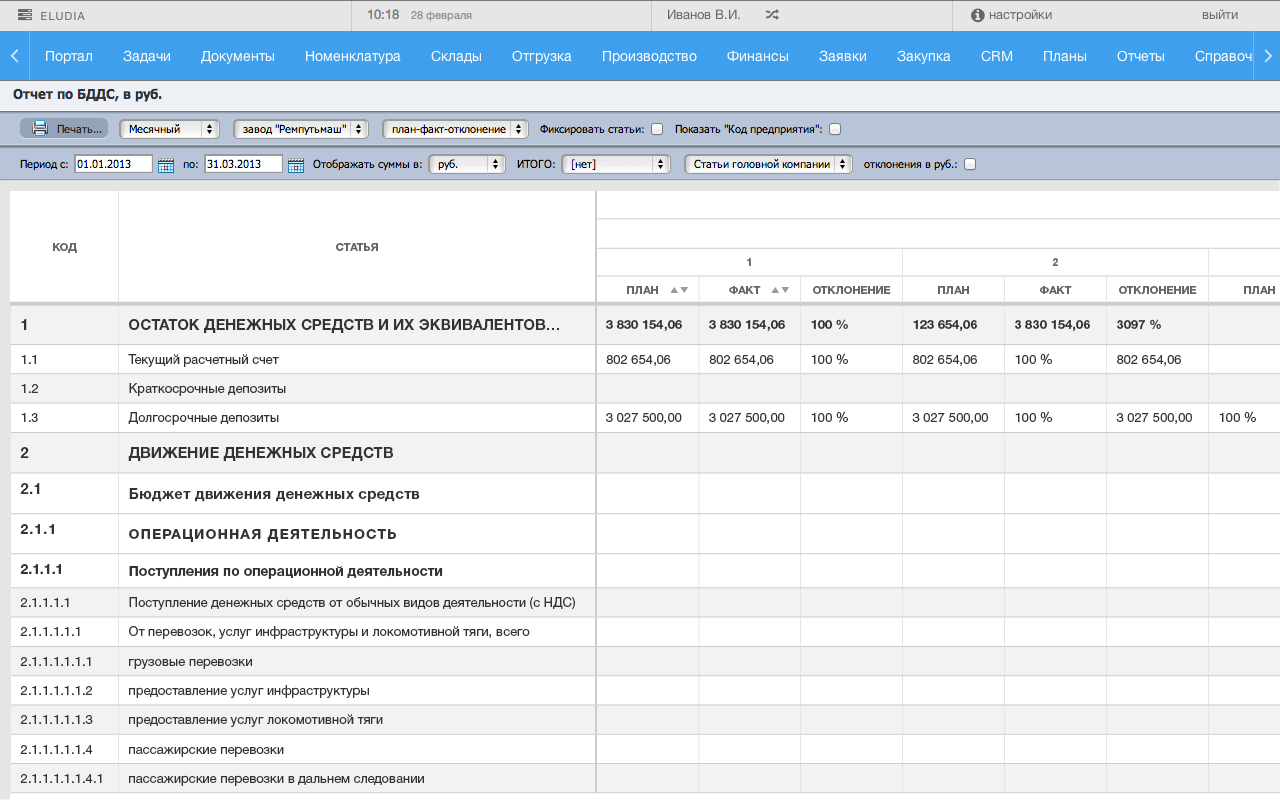 ELUDIA 10:18 28 февраля Иванов В.И. настройки выйти
Портал Задачи Документы Номенклатура Склады Отгрузка Производство Финансы Заявки Закупка CRM Планы Отчеты Справоч
Отчет по БДДС, в руб.
Печать... Месячный завод "Ремпутьмаш" план-факт-отклонение Фиксировать статьи: Показать "Код предприятия":
Период с: 01.01.2013 по: 31.03.2013 Отображать суммы в: руб. ИТОГО: [нет] Статьи головной компании отклонения в руб.:
КОД СТАТЬЯ
1 2
ПЛАН ФАКТ ОТКЛОНЕНИЕ ПЛАН ФАКТ ОТКЛОНЕНИЕ ПЛАН
1 ОСТАТОК ДЕНЕЖНЫХ СРЕДСТВ И ИХ ЭКВИВАЛЕНТОВ... 3 830 154,06 3 830 154,06 100 % 123 654,06 3 830 154,06 3097 %
1.1 Текущий расчетный счет 802 654,06 802 654,06 100 % 802 654,06 100 % 802 654,06
1.2 Краткосрочные депозиты
1.3 Долгосрочные депозиты 3 027 500,00 3 027 500,00 100 % 3 027 500,00 100 % 3 027 500,00 100 %
2 ДВИЖЕНИЕ ДЕНЕЖНЫХ СРЕДСТВ
2.1 Бюджет движения денежных средств
2.1.1 ОПЕРАЦИОННАЯ ДЕЯТЕЛЬНОСТЬ
2.1.1.1 Поступления по операционной деятельности
2.1.1.1.1 Поступление денежных средств от обычных видов деятельности (с НДС)
2.1.1.1.1.1 От перевозок, услуг инфраструктуры и локомотивной тяги, всего
2.1.1.1.1.1.1 грузовые перевозки
2.1.1.1.1.1.2 предоставление услуг инфраструктуры
2.1.1.1.1.1.3 предоставление услуг локомотивной тяги
2.1.1.1.1.1.4 пассажирские перевозки
2.1.1.1.1.1.4.1 пассажирские перевозки в дальнем следовании